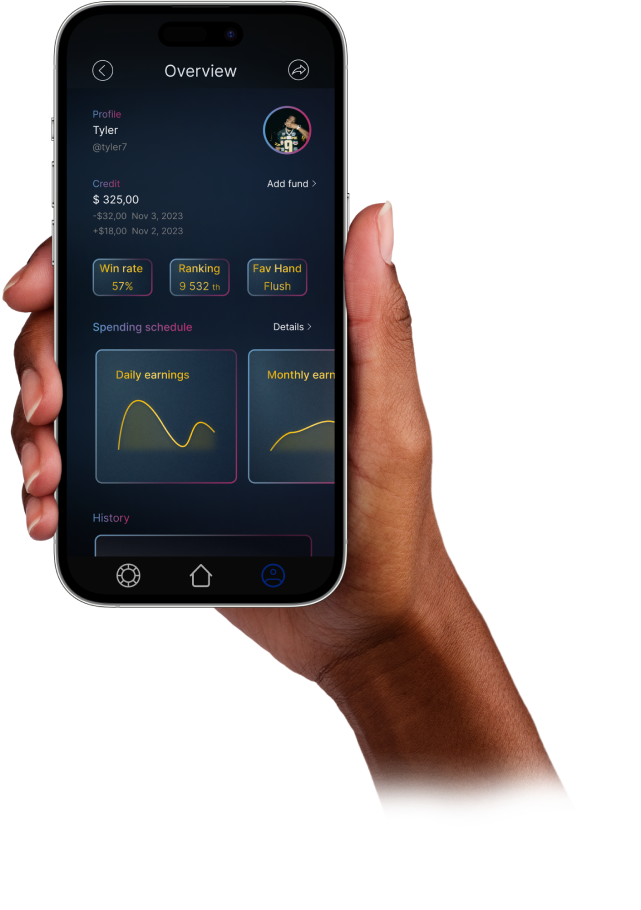 Overview
Profile
Tyler
@tyler7
Credit
Add fund >
$ 325,00
-$32,00 Nov 3, 2023
+$18,00 Nov 2, 2023
Win rate
57%
Ranking
9 532 th
Fav Hand
Flush
Spending schedule
Details >
Daily earnings
Monthly earn
History